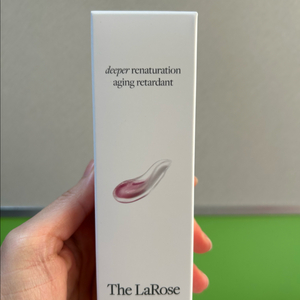 deeper renaturation
aging retardant
The LaRose